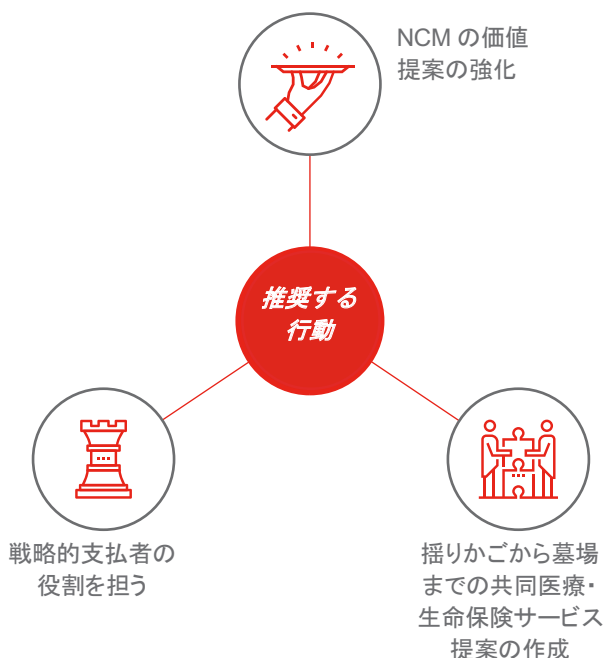 NCM の価値
提案の強化
推奨する
行動
戦略的支払者の
役割を担う
揺りかごから墓場
までの共同医療・
生命保険サービス
提案の作成